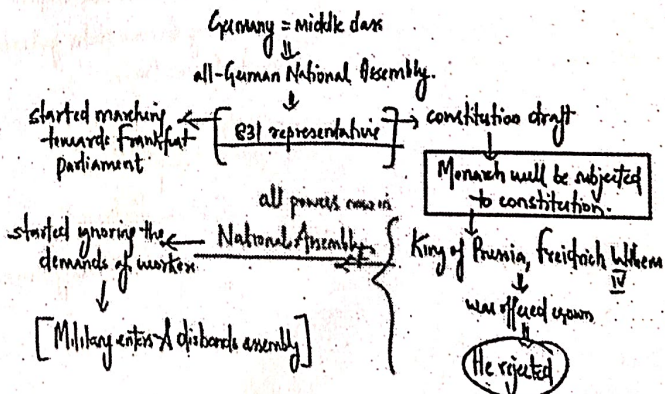 Germany = middle class
⇓
all-German National Assembly.
↓
started marching
towards Frankfurt
parliament.
← [831 representative] →
constitution draft
↓
Monarch will be subjected
to constitution.
↓
King of Prussia, Freidrich Wilhem
IV
↓
was offered crown
⇓
He rejected
all powers now in
National Assembly
←
started ignoring the
demands of workers
↓
[Military enters & disbands assembly]